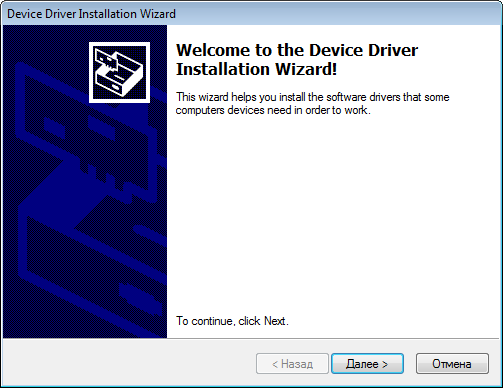 Device Driver Installation Wizard
Welcome to the Device Driver
Installation Wizard!
This wizard helps you install the software drivers that some
computers devices need in order to work.
To continue, click Next.
< Назад
Далее >
Отмена